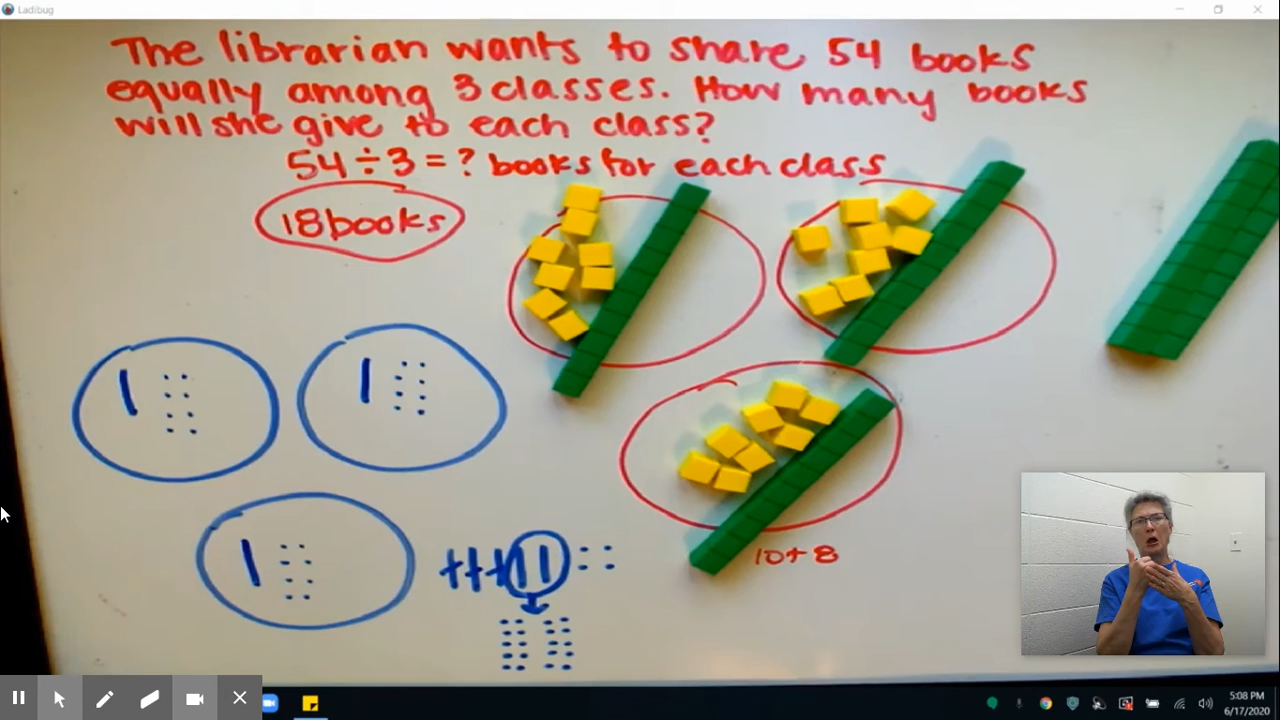 Ladibug
The librarian wants to share 54 books
equally among 3 classes. How many books
will she give to each class?
54 ÷ 3 = ? books for each class
18 books
10 + 8
5:08 PM
6/17/2020